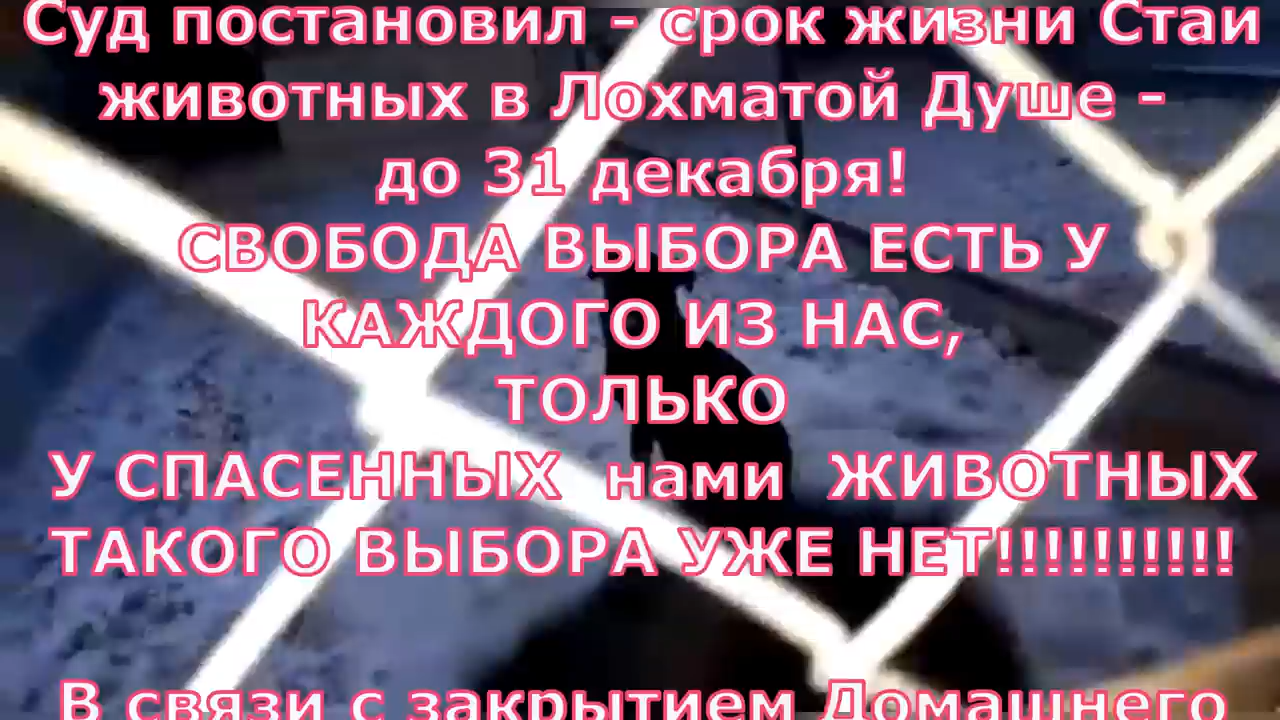 Суд постановил - срок жизни Стаи
животных в Лохматой Душе -
до 31 декабря!
СВОБОДА ВЫБОРА ЕСТЬ У
КАЖДОГО ИЗ НАС,
ТОЛЬКО
У СПАСЕННЫХ нами ЖИВОТНЫХ
ТАКОГО ВЫБОРА УЖЕ НЕТ!!!!!!!!!!
В связи с закрытием Домашнего